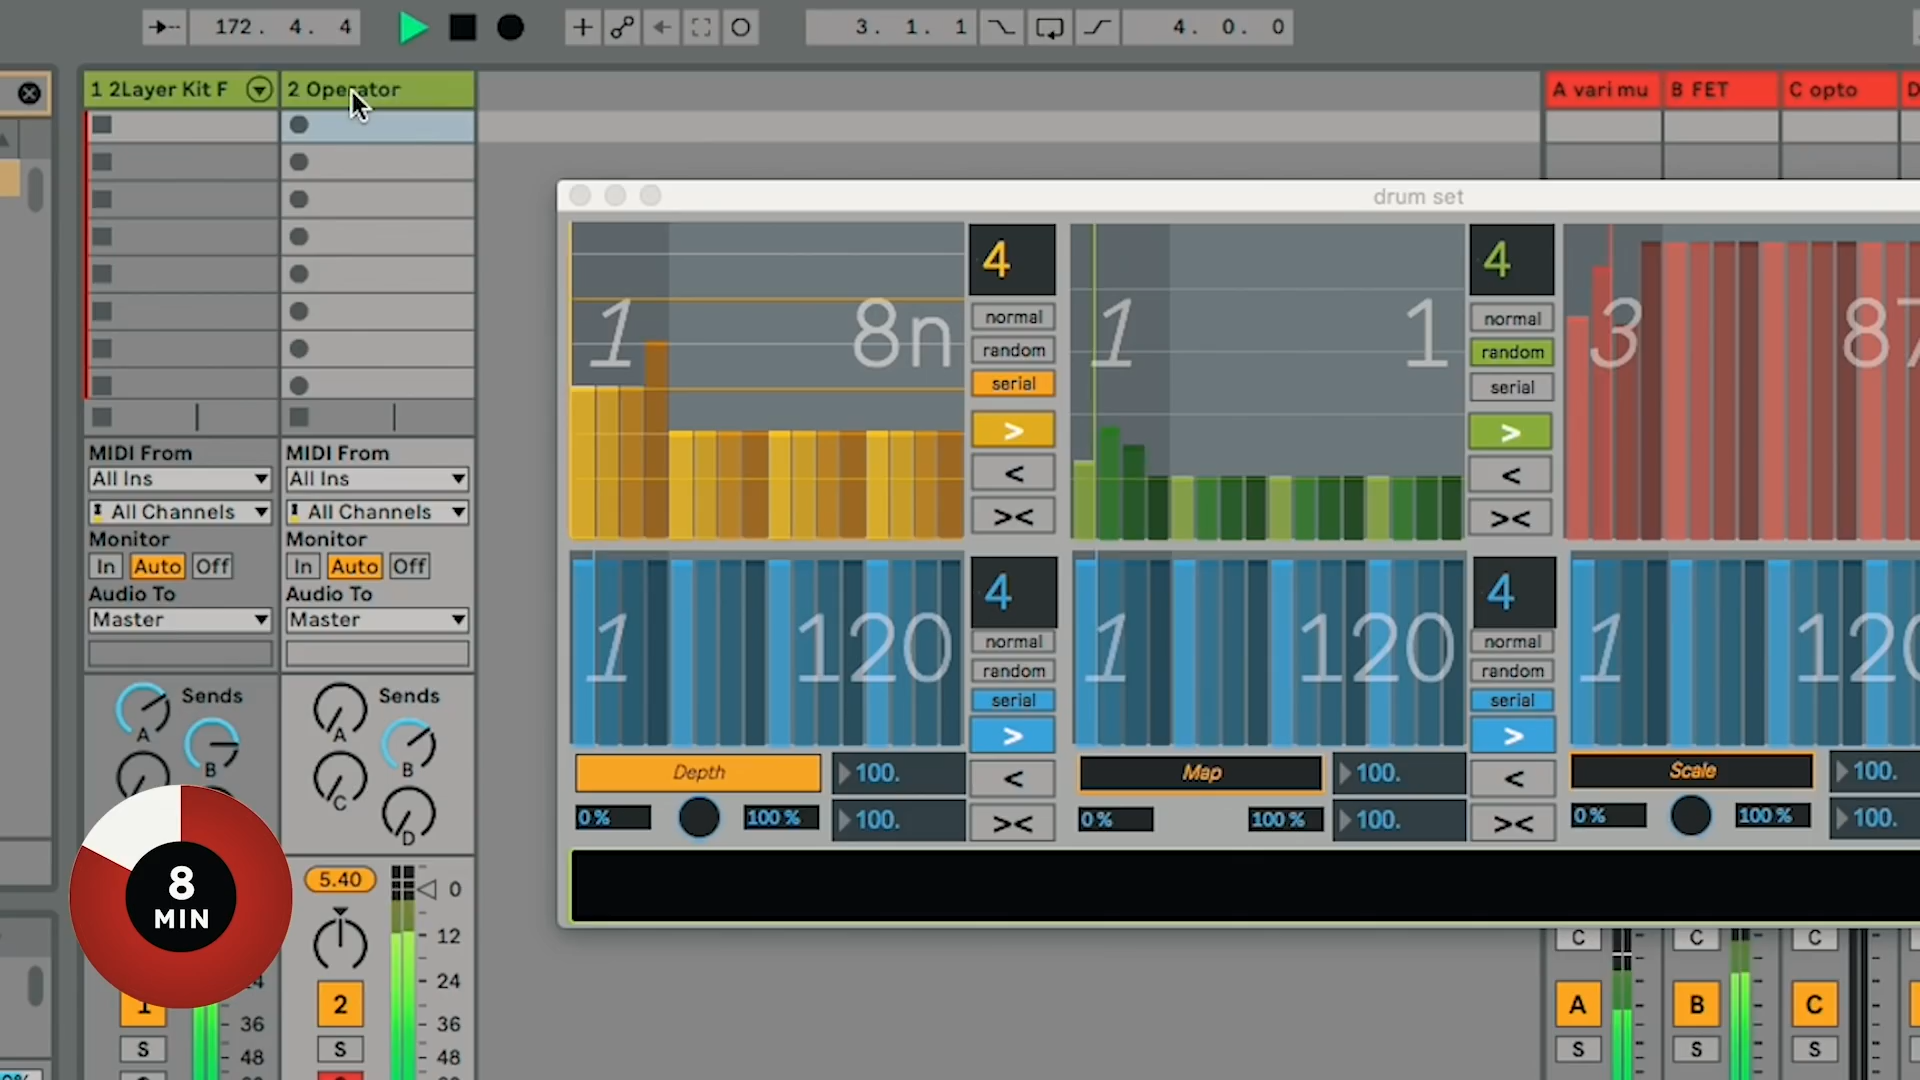 172. 4. 4
3. 1. 1
4. 0. 0
1 2Layer Kit F
2 Operator
A vari mu
B FET
C opto
D
drum set
1 8n
4
normal
random
serial
>
<
><
1 1
4
normal
random
serial
>
<
><
3 87
1 120
4
normal
random
serial
>
<
><
1 120
4
normal
random
serial
>
<
><
1 120
Depth
100.
0 %
100 %
100.
Map
100.
0 %
100 %
100.
Scale
100.
0 %
100 %
100.
MIDI From
All Ins
All Channels
Monitor
In Auto Off
Audio To
Master
MIDI From
All Ins
All Channels
Monitor
In Auto Off
Audio To
Master
Sends
A
B
Sends
A
B
C
D
8
MIN
1
S
36
48
5.40
0
12
24
36
48
2
S
C
A
S
C
B
S
C
C
S